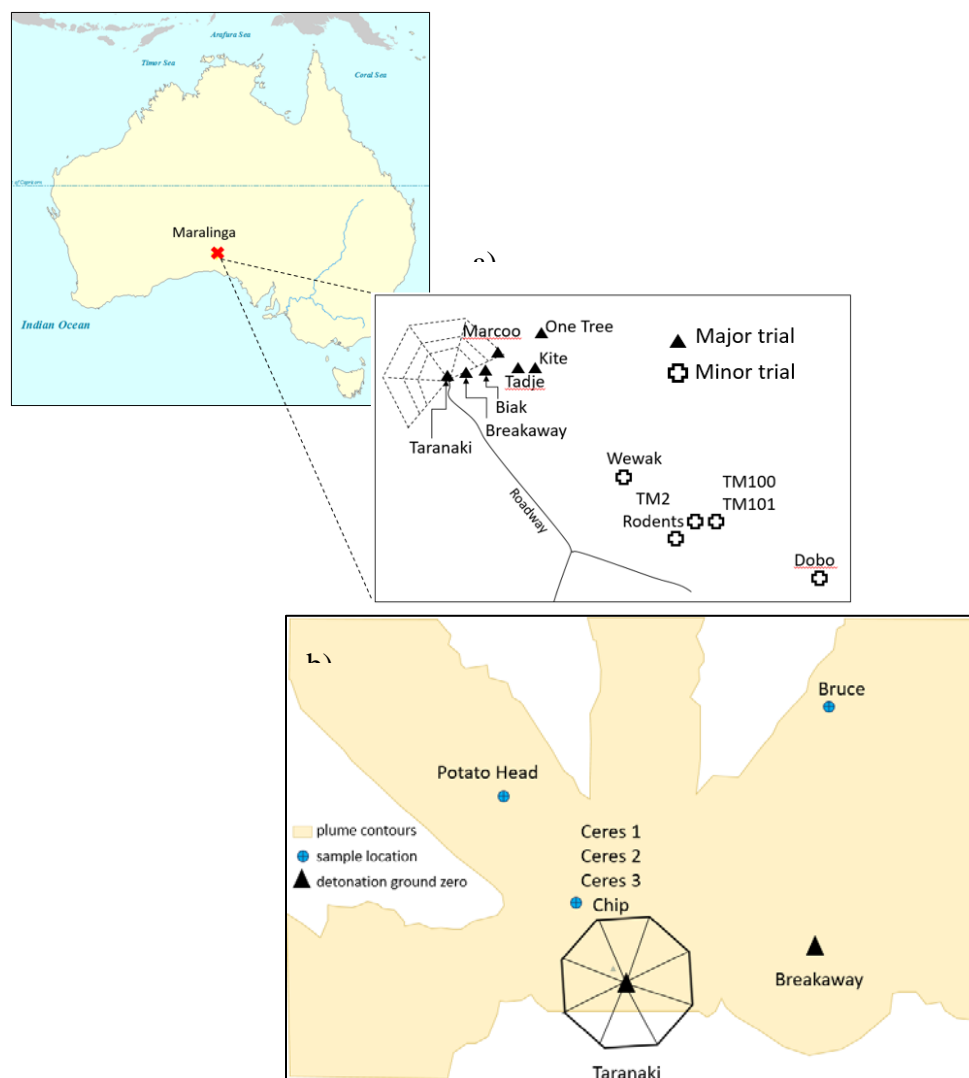 Arafura Sea
Timor Sea
Coral Sea
of Capricorn
Maralinga
Indian Ocean
a)
Marcoo
One Tree
Major trial
Kite
Minor trial
Tadje
Biak
Breakaway
Taranaki
Wewak
TM100
TM2
TM101
Roadway
Rodents
Dobo
b)
Bruce
Potato Head
plume contours
Ceres 1
sample location
Ceres 2
detonation ground zero
Ceres 3
Chip
Breakaway
Taranaki